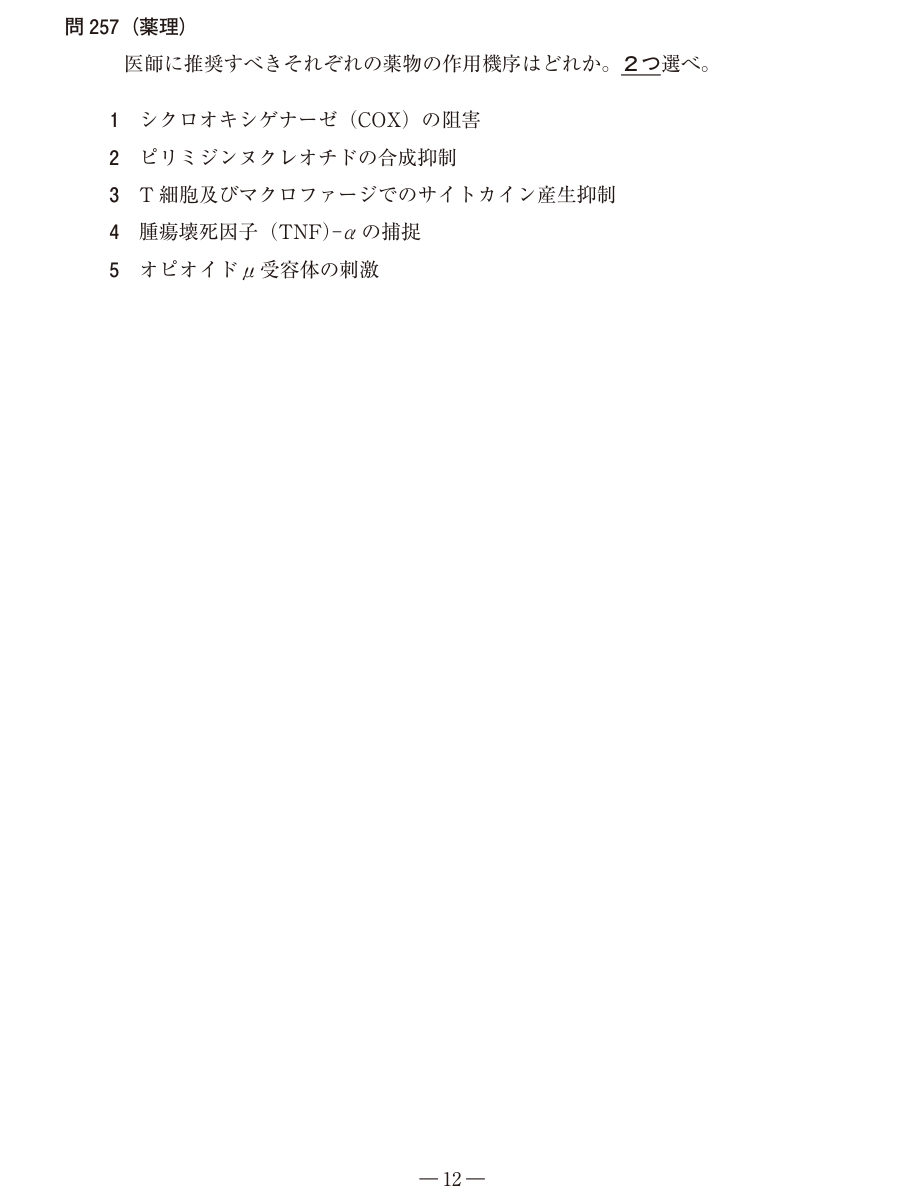 問 257（薬理）
医師に推奨すべきそれぞれの薬物の作用機序はどれか。２つ選べ。
1 シクロオキシゲナーゼ（COX）の阻害
2 ピリミジンヌクレオチドの合成抑制
3 T 細胞及びマクロファージでのサイトカイン産生抑制
4 腫瘍壊死因子（TNF）-α の捕捉
5 オピオイド μ 受容体の刺激
— 12 —